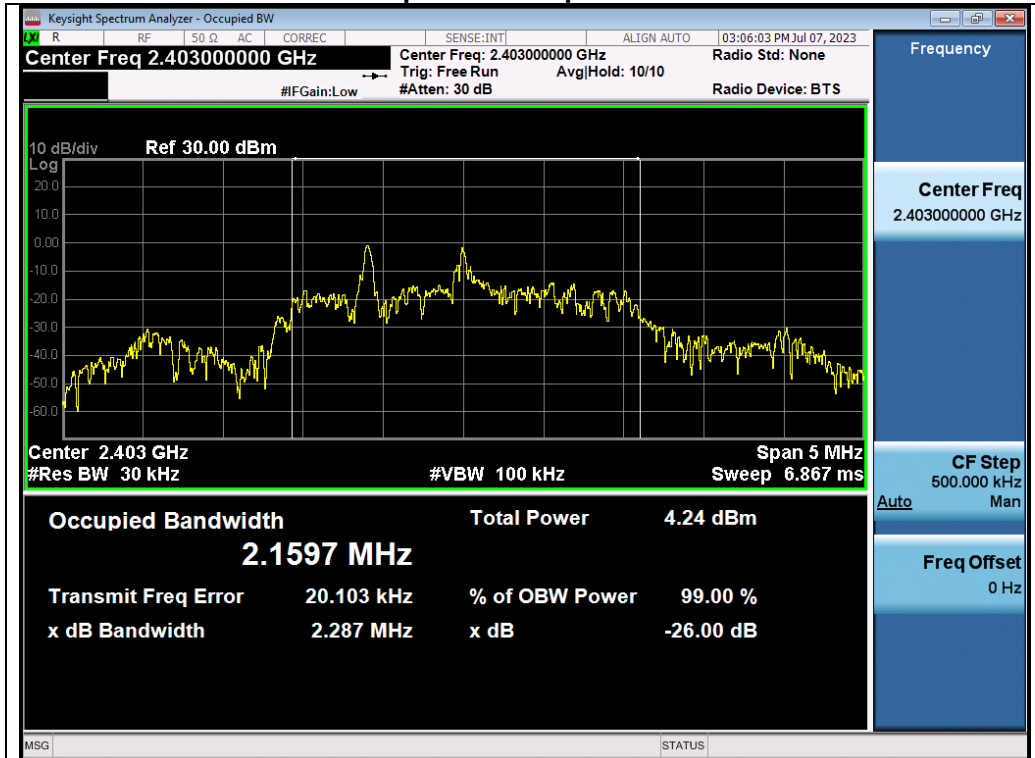 Keysight Spectrum Analyzer - Occupied BW
LXI R RF 50 Ω AC CORREC SENSE:INT ALIGN AUTO 03:06:03 PM Jul 07, 2023
Center Freq 2.403000000 GHz
Center Freq: 2.403000000 GHz Radio Std: None
Trig: Free Run Avg|Hold: 10/10
#IFGain:Low #Atten: 30 dB Radio Device: BTS
10 dB/div Ref 30.00 dBm
Log
20.0
10.0
0.00
-10.0
-20.0
-30.0
-40.0
-50.0
-60.0
Center 2.403 GHz Span 5 MHz
#Res BW 30 kHz #VBW 100 kHz Sweep 6.867 ms
Occupied Bandwidth Total Power 4.24 dBm
2.1597 MHz
Transmit Freq Error 20.103 kHz % of OBW Power 99.00 %
x dB Bandwidth 2.287 MHz x dB -26.00 dB
MSG STATUS
Frequency
Center Freq
2.403000000 GHz
CF Step
500.000 kHz
Auto Man
Freq Offset
0 Hz